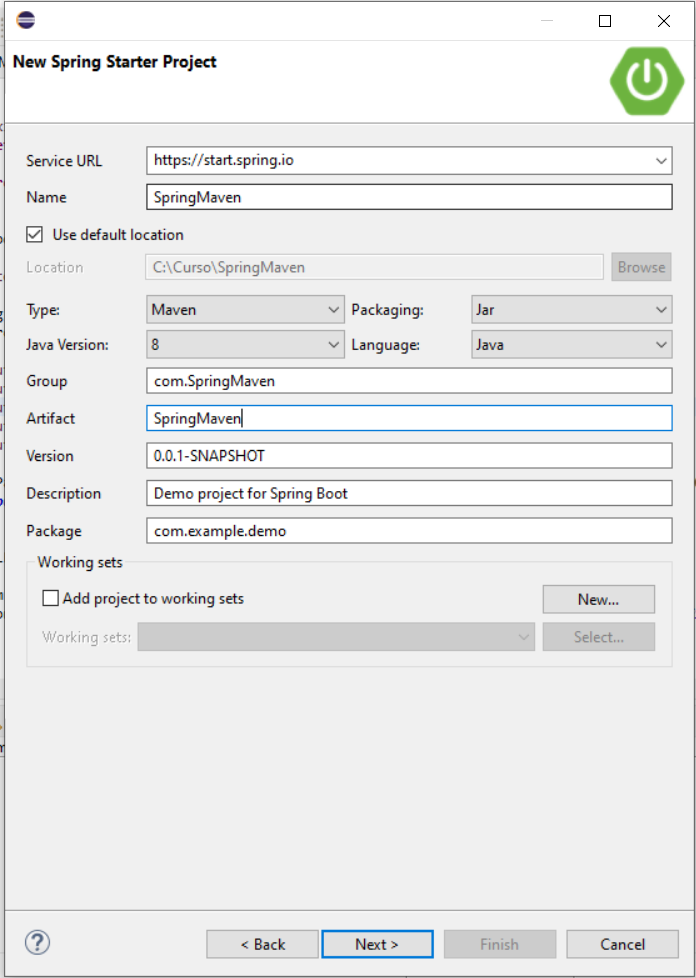 New Spring Starter Project
Service URL https://start.spring.io
Name SpringMaven
Use default location
Location C:\Curso\SpringMaven Browse
Type: Maven Packaging: Jar
Java Version: 8 Language: Java
Group com.SpringMaven
Artifact SpringMaven
Version 0.0.1-SNAPSHOT
Description Demo project for Spring Boot
Package com.example.demo
Working sets
Add project to working sets New...
Working sets: Select...
? < Back Next > Finish Cancel